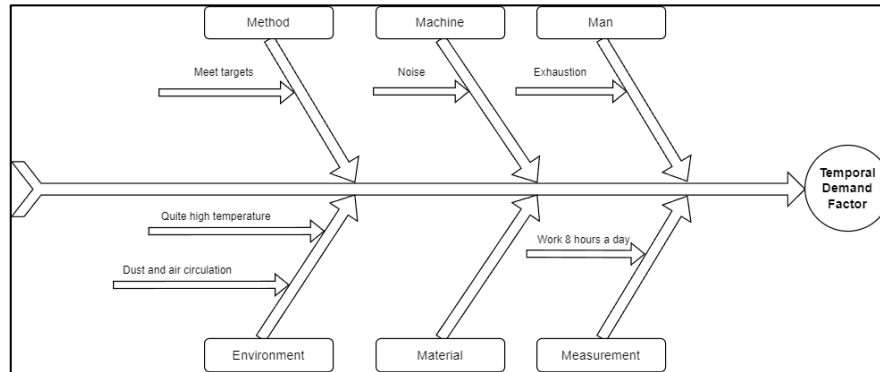 Method
Machine
Man
Meet targets
Noise
Exhaustion
Temporal
Demand
Factor
Quite high temperature
Work 8 hours a day
Dust and air circulation
Environment
Material
Measurement